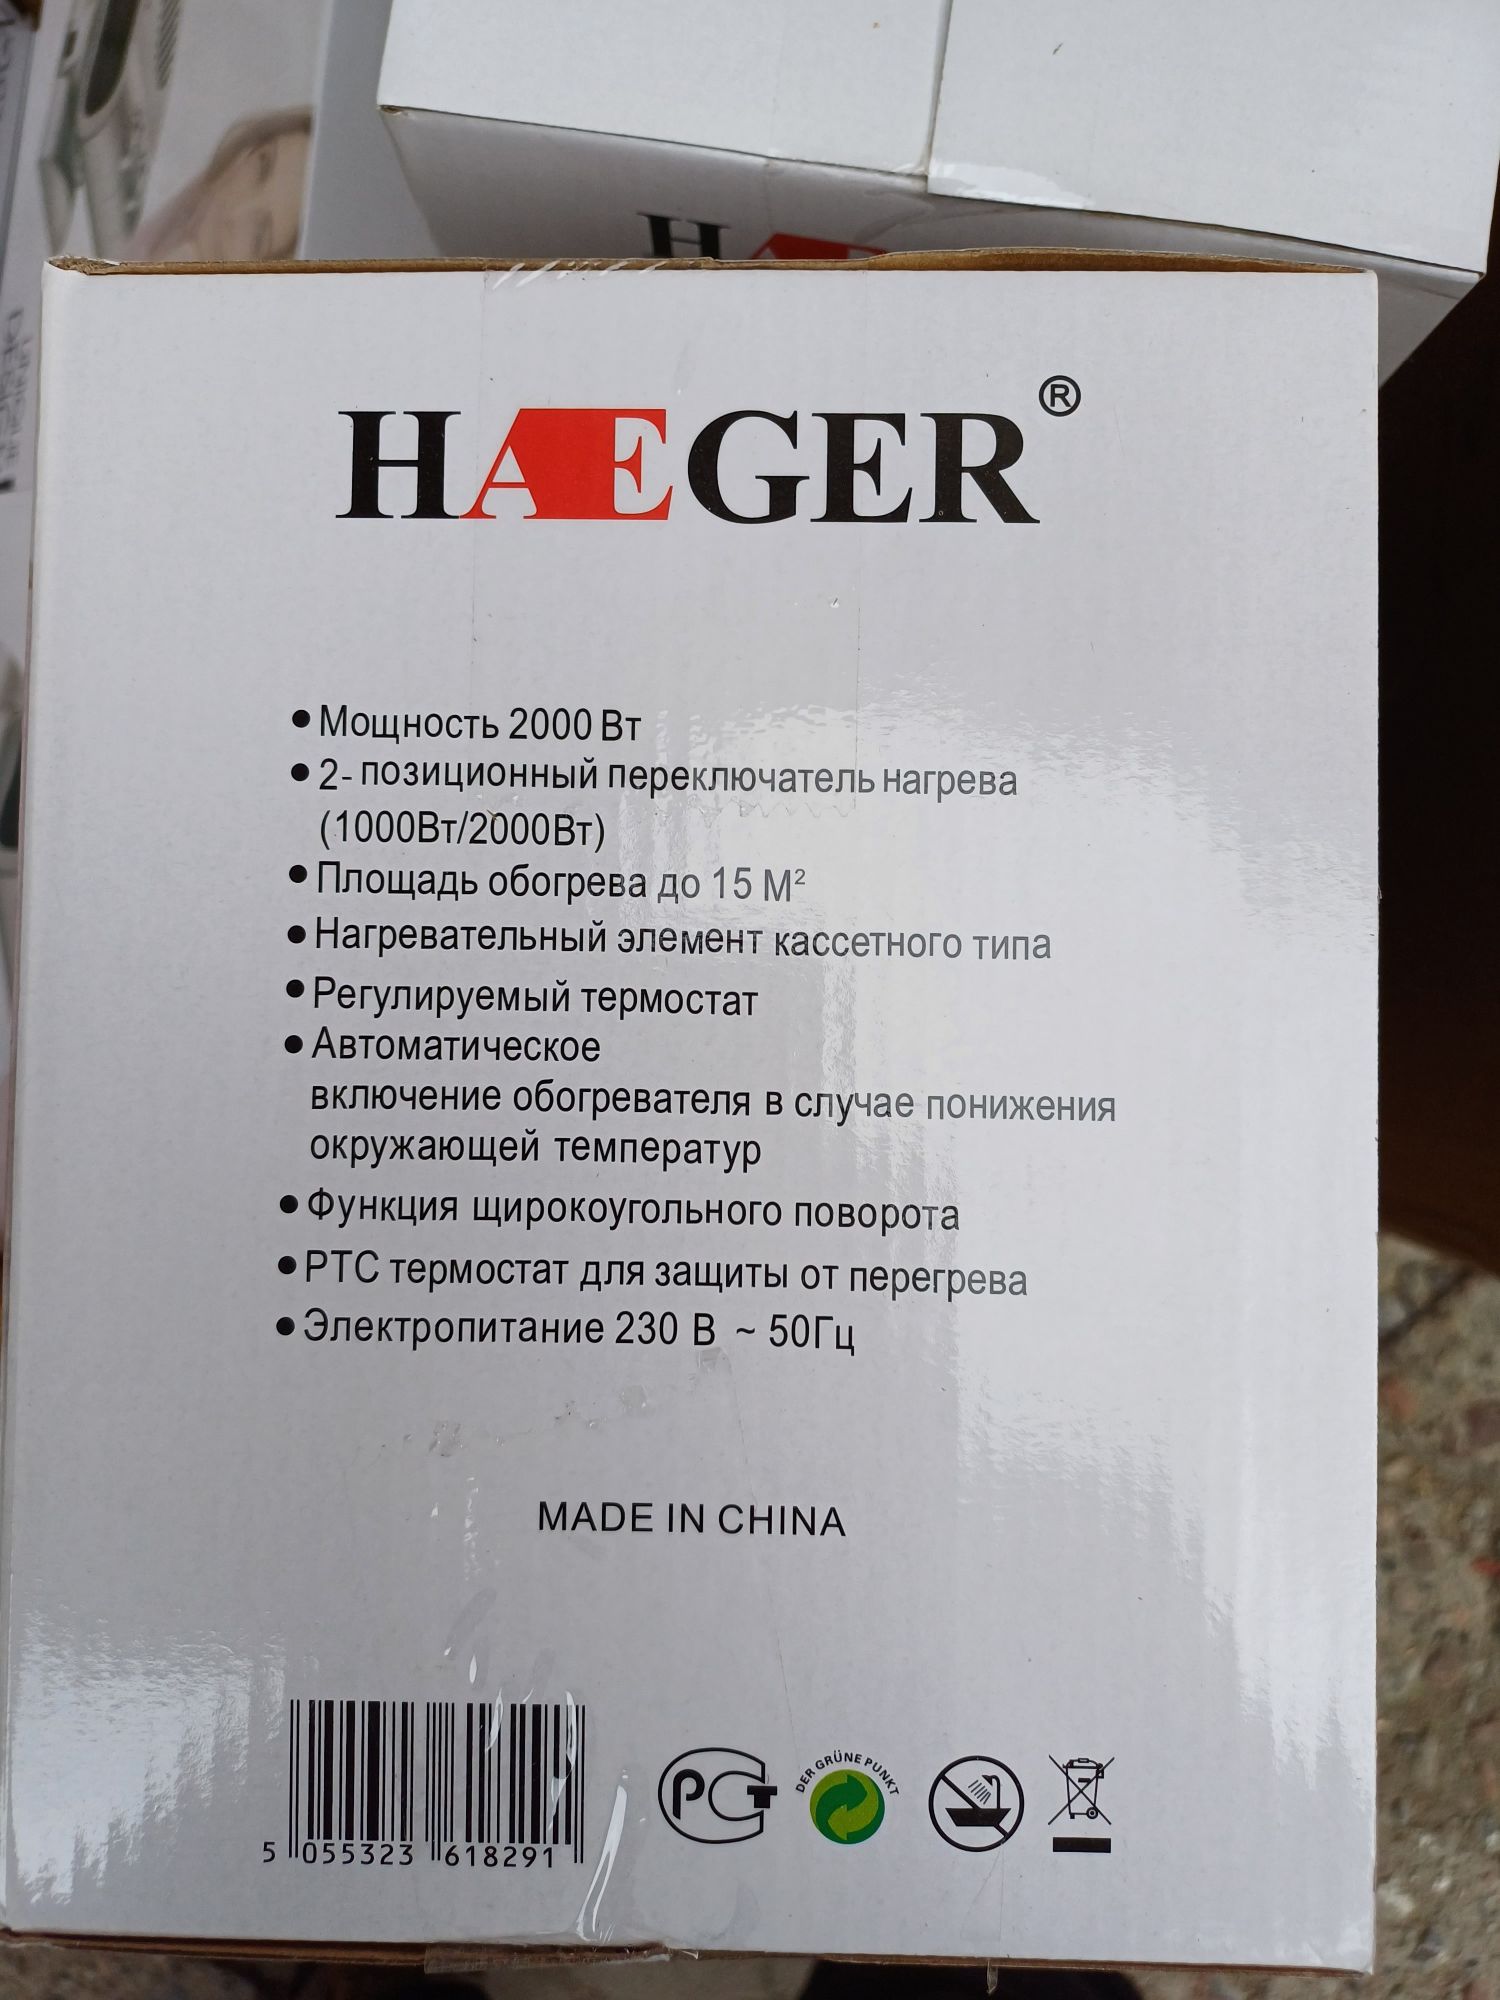 H
HAEGER®
• Мощность 2000 Вт
• 2- позиционный переключатель нагрева
(1000Вт/2000Вт)
• Площадь обогрева до 15 М²
• Нагревательный элемент кассетного типа
• Регулируемый термостат
• Автоматическое
включение обогревателя в случае понижения
окружающей температур
• Функция щирокоугольного поворота
• РТС термостат для защиты от перегрева
• Электропитание 230 В ~ 50Гц
MADE IN CHINA
DER GRÜNE PUNKT
РСТ
5 055323 618291